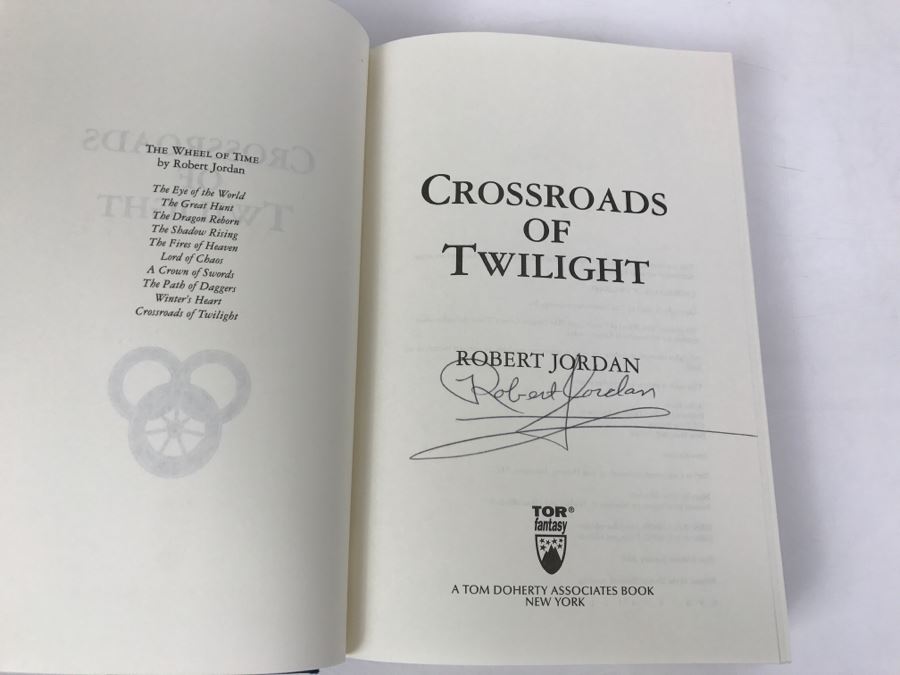 THE WHEEL OF TIME
by Robert Jordan
The Eye of the World
The Great Hunt
The Dragon Reborn
The Shadow Rising
The Fires of Heaven
Lord of Chaos
A Crown of Swords
The Path of Daggers
Winter's Heart
Crossroads of Twilight
CROSSROADS
OF
TWILIGHT
ROBERT JORDAN
Robert Jordan
TOR®
fantasy
A TOM DOHERTY ASSOCIATES BOOK
NEW YORK